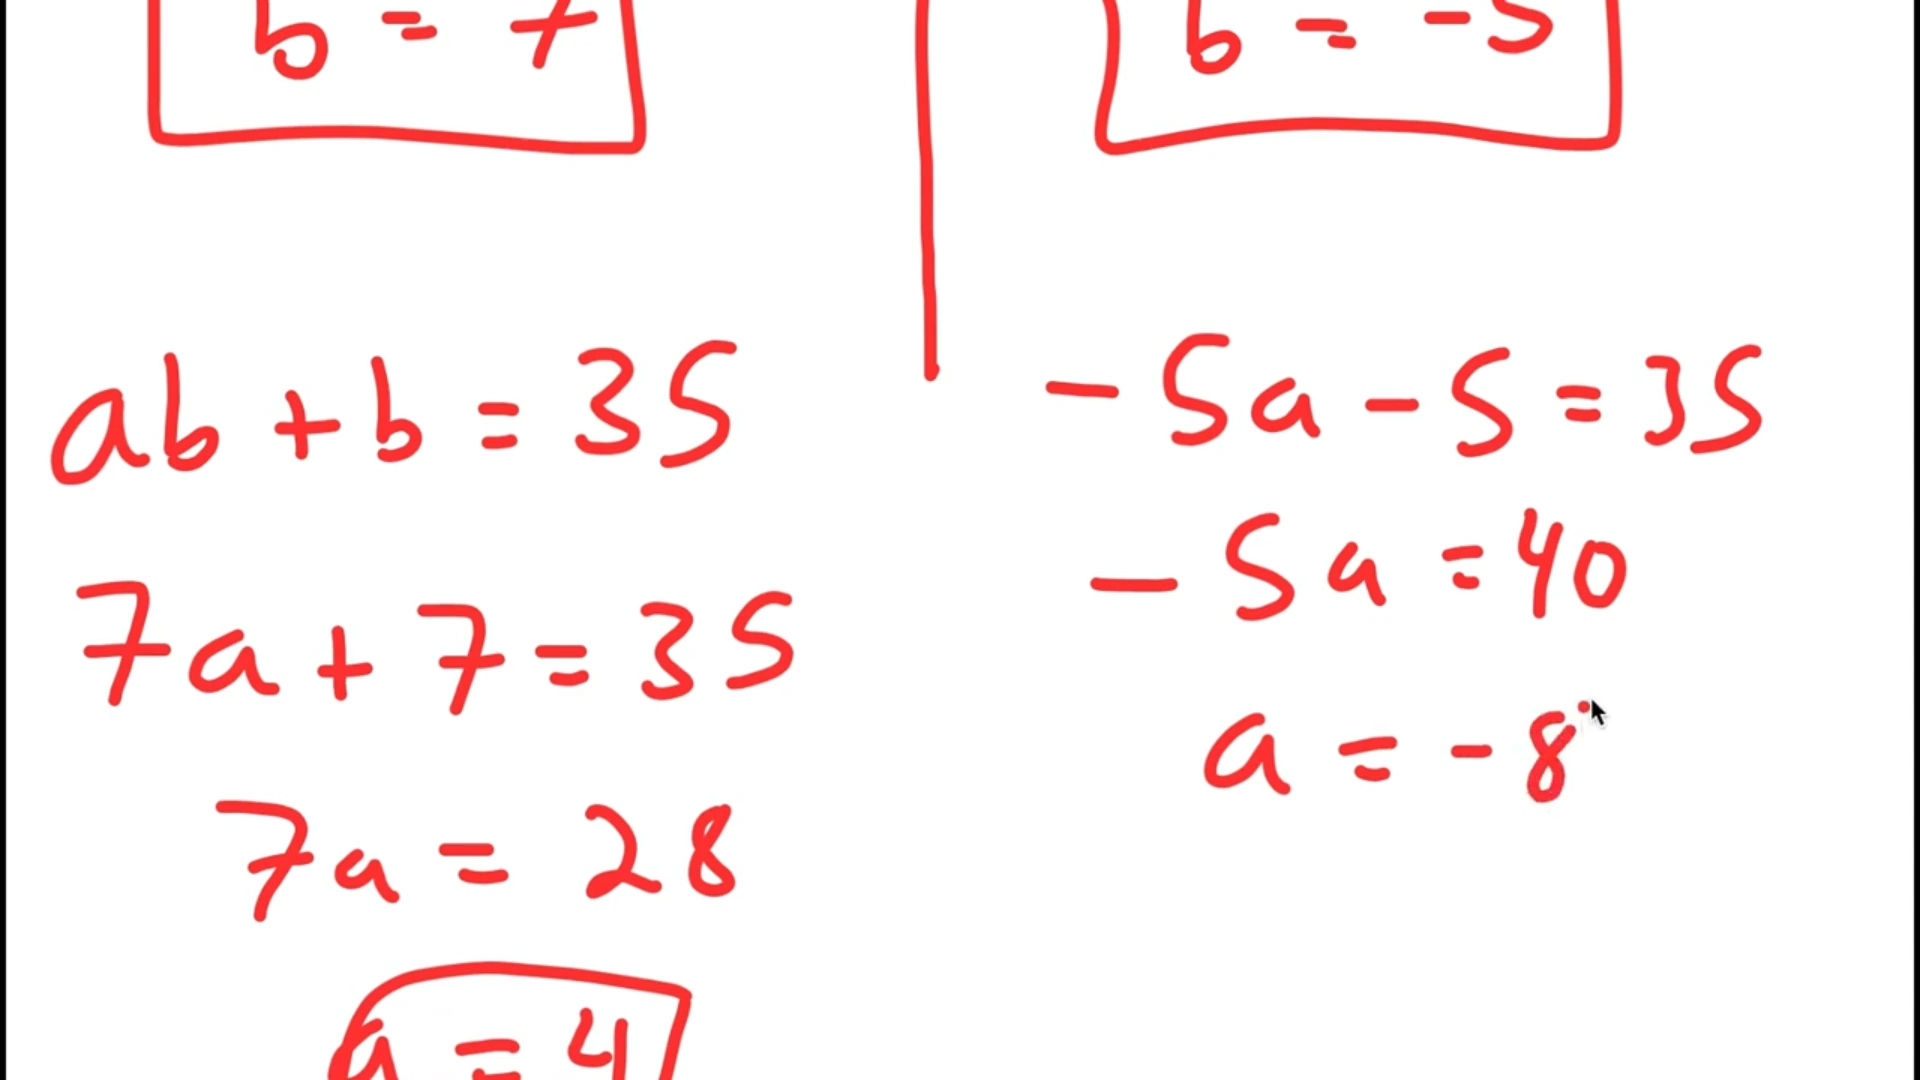 b = 7
ab + b = 35
7a + 7 = 35
7a = 28
a = 4
b = -5
-5a - 5 = 35
-5a = 40
a = -8